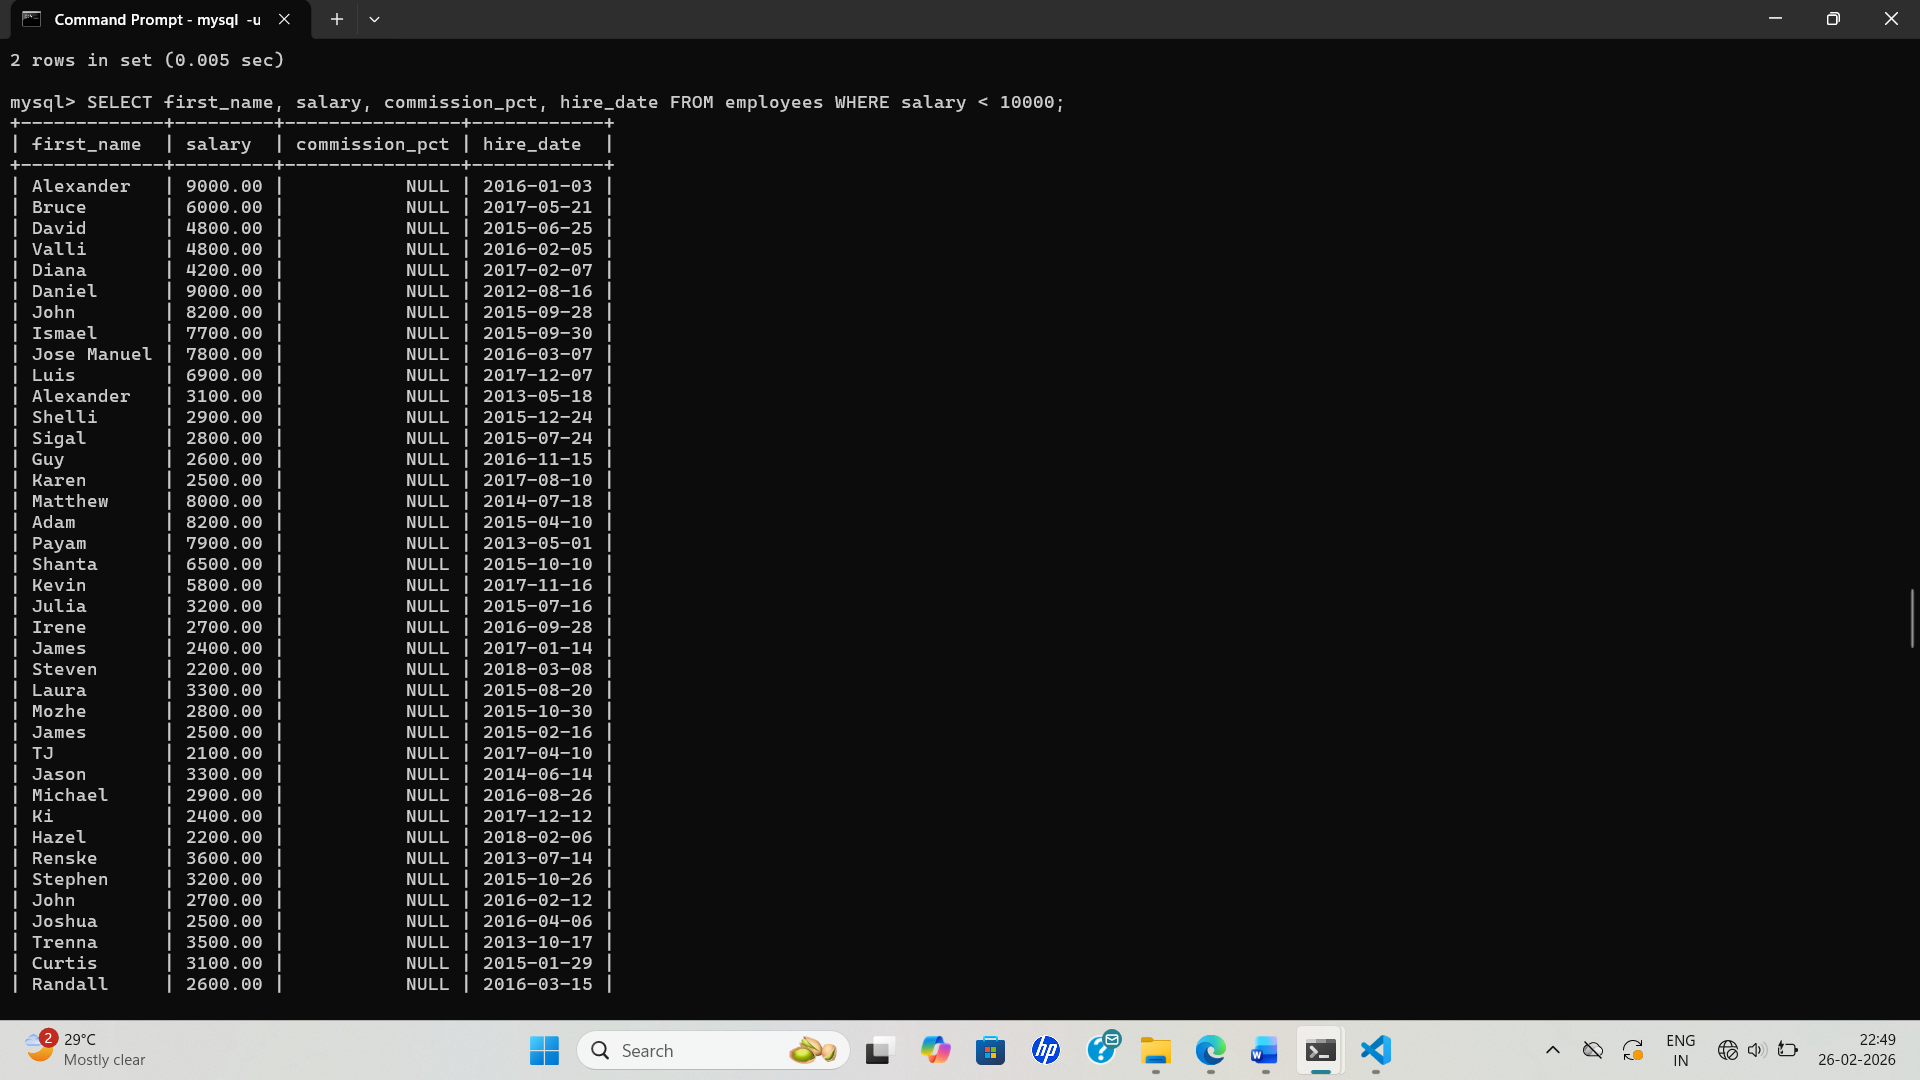 Command Prompt - mysql -u
2 rows in set (0.005 sec)
mysql> SELECT first_name, salary, commission_pct, hire_date FROM employees WHERE salary < 10000;
+-------------+---------+----------------+------------+
| first_name  | salary  | commission_pct | hire_date  |
+-------------+---------+----------------+------------+
| Alexander   | 9000.00 |           NULL | 2016-01-03 |
| Bruce       | 6000.00 |           NULL | 2017-05-21 |
| David       | 4800.00 |           NULL | 2015-06-25 |
| Valli       | 4800.00 |           NULL | 2016-02-05 |
| Diana       | 4200.00 |           NULL | 2017-02-07 |
| Daniel      | 9000.00 |           NULL | 2012-08-16 |
| John        | 8200.00 |           NULL | 2015-09-28 |
| Ismael      | 7700.00 |           NULL | 2015-09-30 |
| Jose Manuel | 7800.00 |           NULL | 2016-03-07 |
| Luis        | 6900.00 |           NULL | 2017-12-07 |
| Alexander   | 3100.00 |           NULL | 2013-05-18 |
| Shelli      | 2900.00 |           NULL | 2015-12-24 |
| Sigal       | 2800.00 |           NULL | 2015-07-24 |
| Guy         | 2600.00 |           NULL | 2016-11-15 |
| Karen       | 2500.00 |           NULL | 2017-08-10 |
| Matthew     | 8000.00 |           NULL | 2014-07-18 |
| Adam        | 8200.00 |           NULL | 2015-04-10 |
| Payam       | 7900.00 |           NULL | 2013-05-01 |
| Shanta      | 6500.00 |           NULL | 2015-10-10 |
| Kevin       | 5800.00 |           NULL | 2017-11-16 |
| Julia       | 3200.00 |           NULL | 2015-07-16 |
| Irene       | 2700.00 |           NULL | 2016-09-28 |
| James       | 2400.00 |           NULL | 2017-01-14 |
| Steven      | 2200.00 |           NULL | 2018-03-08 |
| Laura       | 3300.00 |           NULL | 2015-08-20 |
| Mozhe       | 2800.00 |           NULL | 2015-10-30 |
| James       | 2500.00 |           NULL | 2015-02-16 |
| TJ          | 2100.00 |           NULL | 2017-04-10 |
| Jason       | 3300.00 |           NULL | 2014-06-14 |
| Michael     | 2900.00 |           NULL | 2016-08-26 |
| Ki          | 2400.00 |           NULL | 2017-12-12 |
| Hazel       | 2200.00 |           NULL | 2018-02-06 |
| Renske      | 3600.00 |           NULL | 2013-07-14 |
| Stephen     | 3200.00 |           NULL | 2015-10-26 |
| John        | 2700.00 |           NULL | 2016-02-12 |
| Joshua      | 2500.00 |           NULL | 2016-04-06 |
| Trenna      | 3500.00 |           NULL | 2013-10-17 |
| Curtis      | 3100.00 |           NULL | 2015-01-29 |
| Randall     | 2600.00 |           NULL | 2016-03-15 |
2
29°C
Mostly clear
Search
hp
W
ENG
IN
22:49
26-02-2026